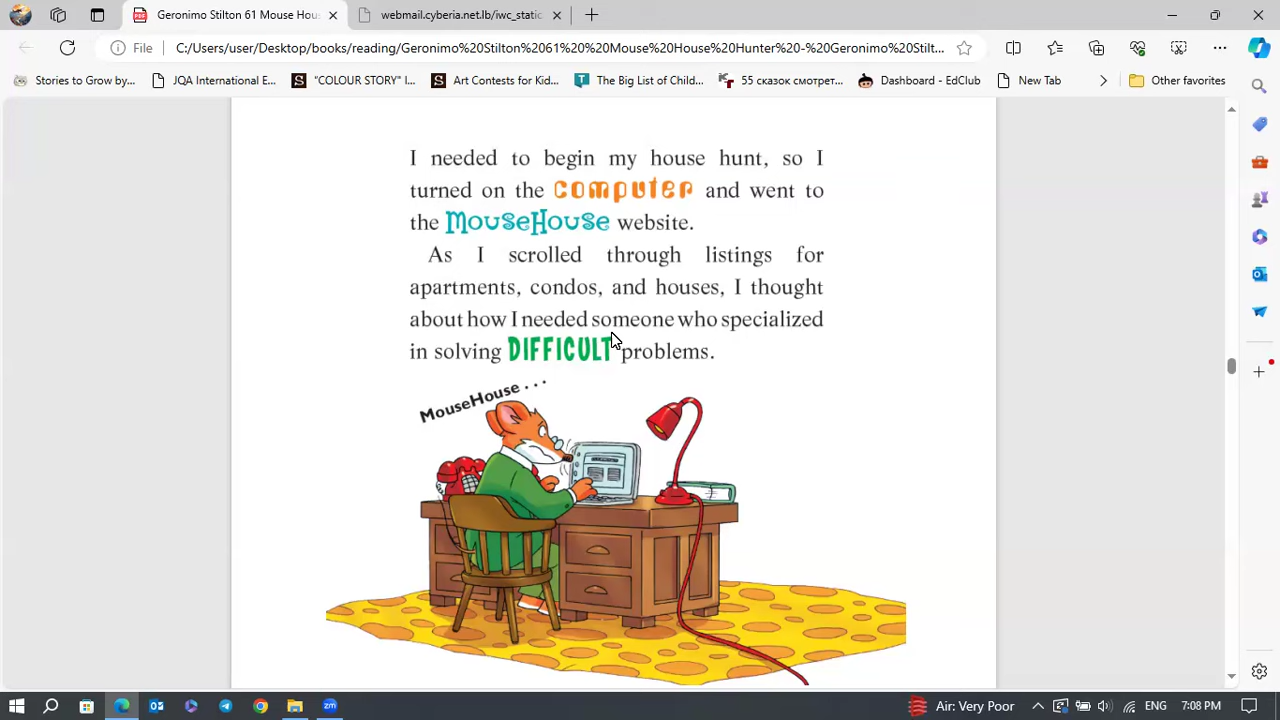 Geronimo Stilton 61 Mouse Hou
webmail.cyberia.net.lb/iwc_static
File
C:/Users/user/Desktop/books/reading/Geronimo%20Stilton%2061%20%20Mouse%20House%20Hunter%20-%20Geronimo%20Stilt...
Stories to Grow by...
JQA International E...
"COLOUR STORY" I...
Art Contests for Kid...
The Big List of Child...
55 сказок смотрет...
Dashboard - EdClub
New Tab
Other favorites
I needed to begin my house hunt, so I
turned on the computer and went to
the MouseHouse website.
As I scrolled through listings for
apartments, condos, and houses, I thought
about how I needed someone who specialized
in solving DIFFICULT problems.
MouseHouse . . .
zm
Air: Very Poor
ENG
7:08 PM